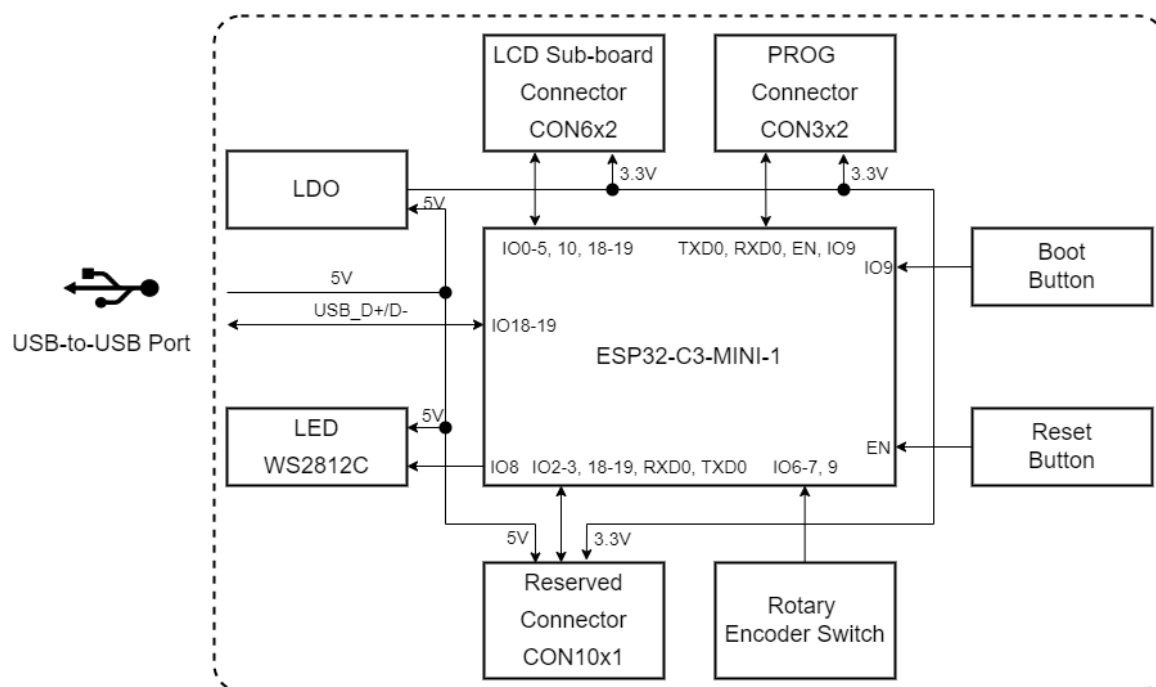 LCD Sub-board
Connector
CON6x2
PROG
Connector
CON3x2
LDO
3.3V
3.3V
5V
IO0-5, 10, 18-19
TXD0, RXD0, EN, IO9
IO9
Boot
Button
5V
USB_D+/D-
IO18-19
USB-to-USB Port
ESP32-C3-MINI-1
LED
WS2812C
5V
IO8
IO2-3, 18-19, RXD0, TXD0
IO6-7, 9
EN
Reset
Button
5V
3.3V
Reserved
Connector
CON10x1
Rotary
Encoder Switch